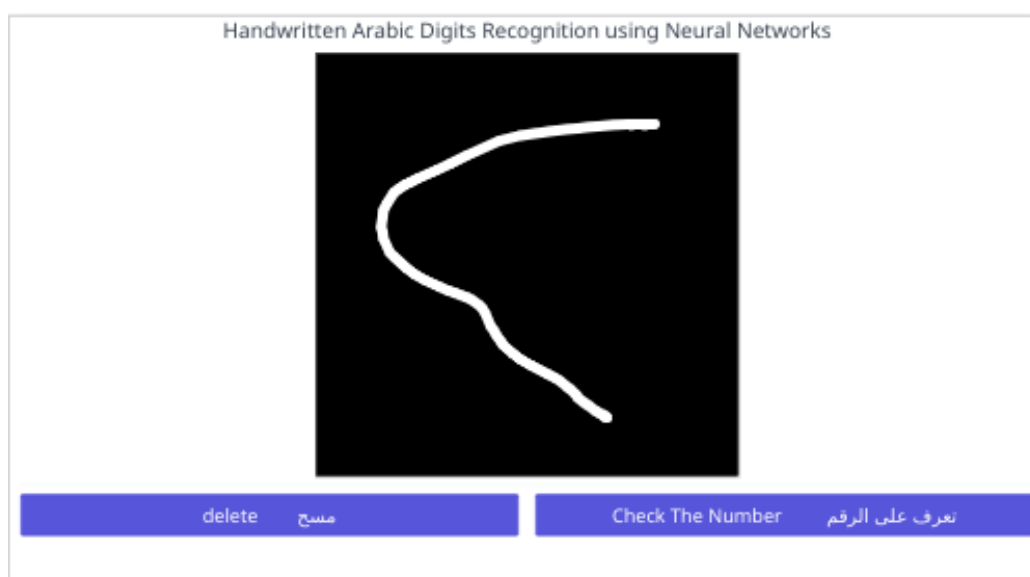 Handwritten Arabic Digits Recognition using Neural Networks
delete مسح
Check The Number تعرف على الرقم